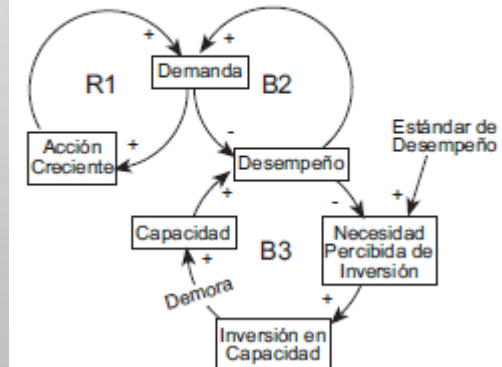 +
+
Demanda
R1
B2
+
-
Acción
Creciente
Desempeño
Estándar de
Desempeño
+
-
+
Capacidad
B3
Necesidad
Percibida de
Inversión
+
Demora
+
Inversión en
Capacidad